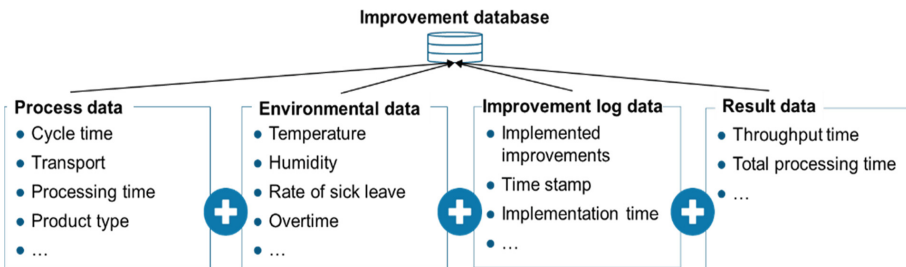 Improvement database
Process data
● Cycle time
● Transport
● Processing time
● Product type
● ...
Environmental data
● Temperature
● Humidity
● Rate of sick leave
● Overtime
● ...
Improvement log data
● Implemented
improvements
● Time stamp
● Implementation time
● ...
Result data
● Throughput time
● Total processing time
● ...